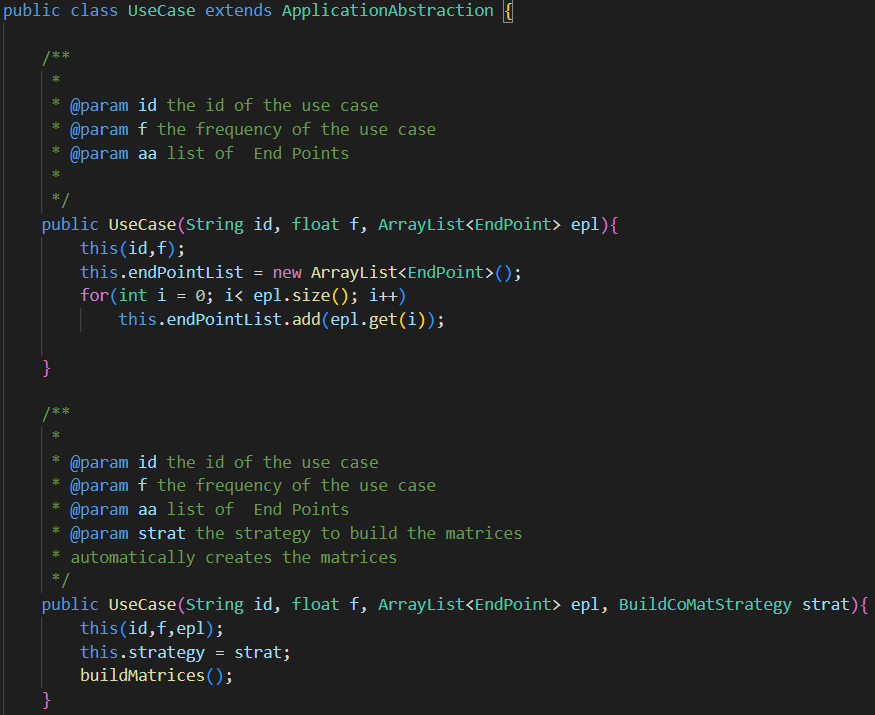 public class UseCase extends ApplicationAbstraction {
/**
*
* @param id the id of the use case
* @param f the frequency of the use case
* @param aa list of  End Points
*
*/
public UseCase(String id, float f, ArrayList<EndPoint> epl){
this(id,f);
this.endPointList = new ArrayList<EndPoint>();
for(int i = 0; i< epl.size(); i++)
this.endPointList.add(epl.get(i));
}
/**
*
* @param id the id of the use case
* @param f the frequency of the use case
* @param aa list of  End Points
* @param strat the strategy to build the matrices
* automatically creates the matrices
*/
public UseCase(String id, float f, ArrayList<EndPoint> epl, BuildCoMatStrategy strat){
this(id,f,epl);
this.strategy = strat;
buildMatrices();
}